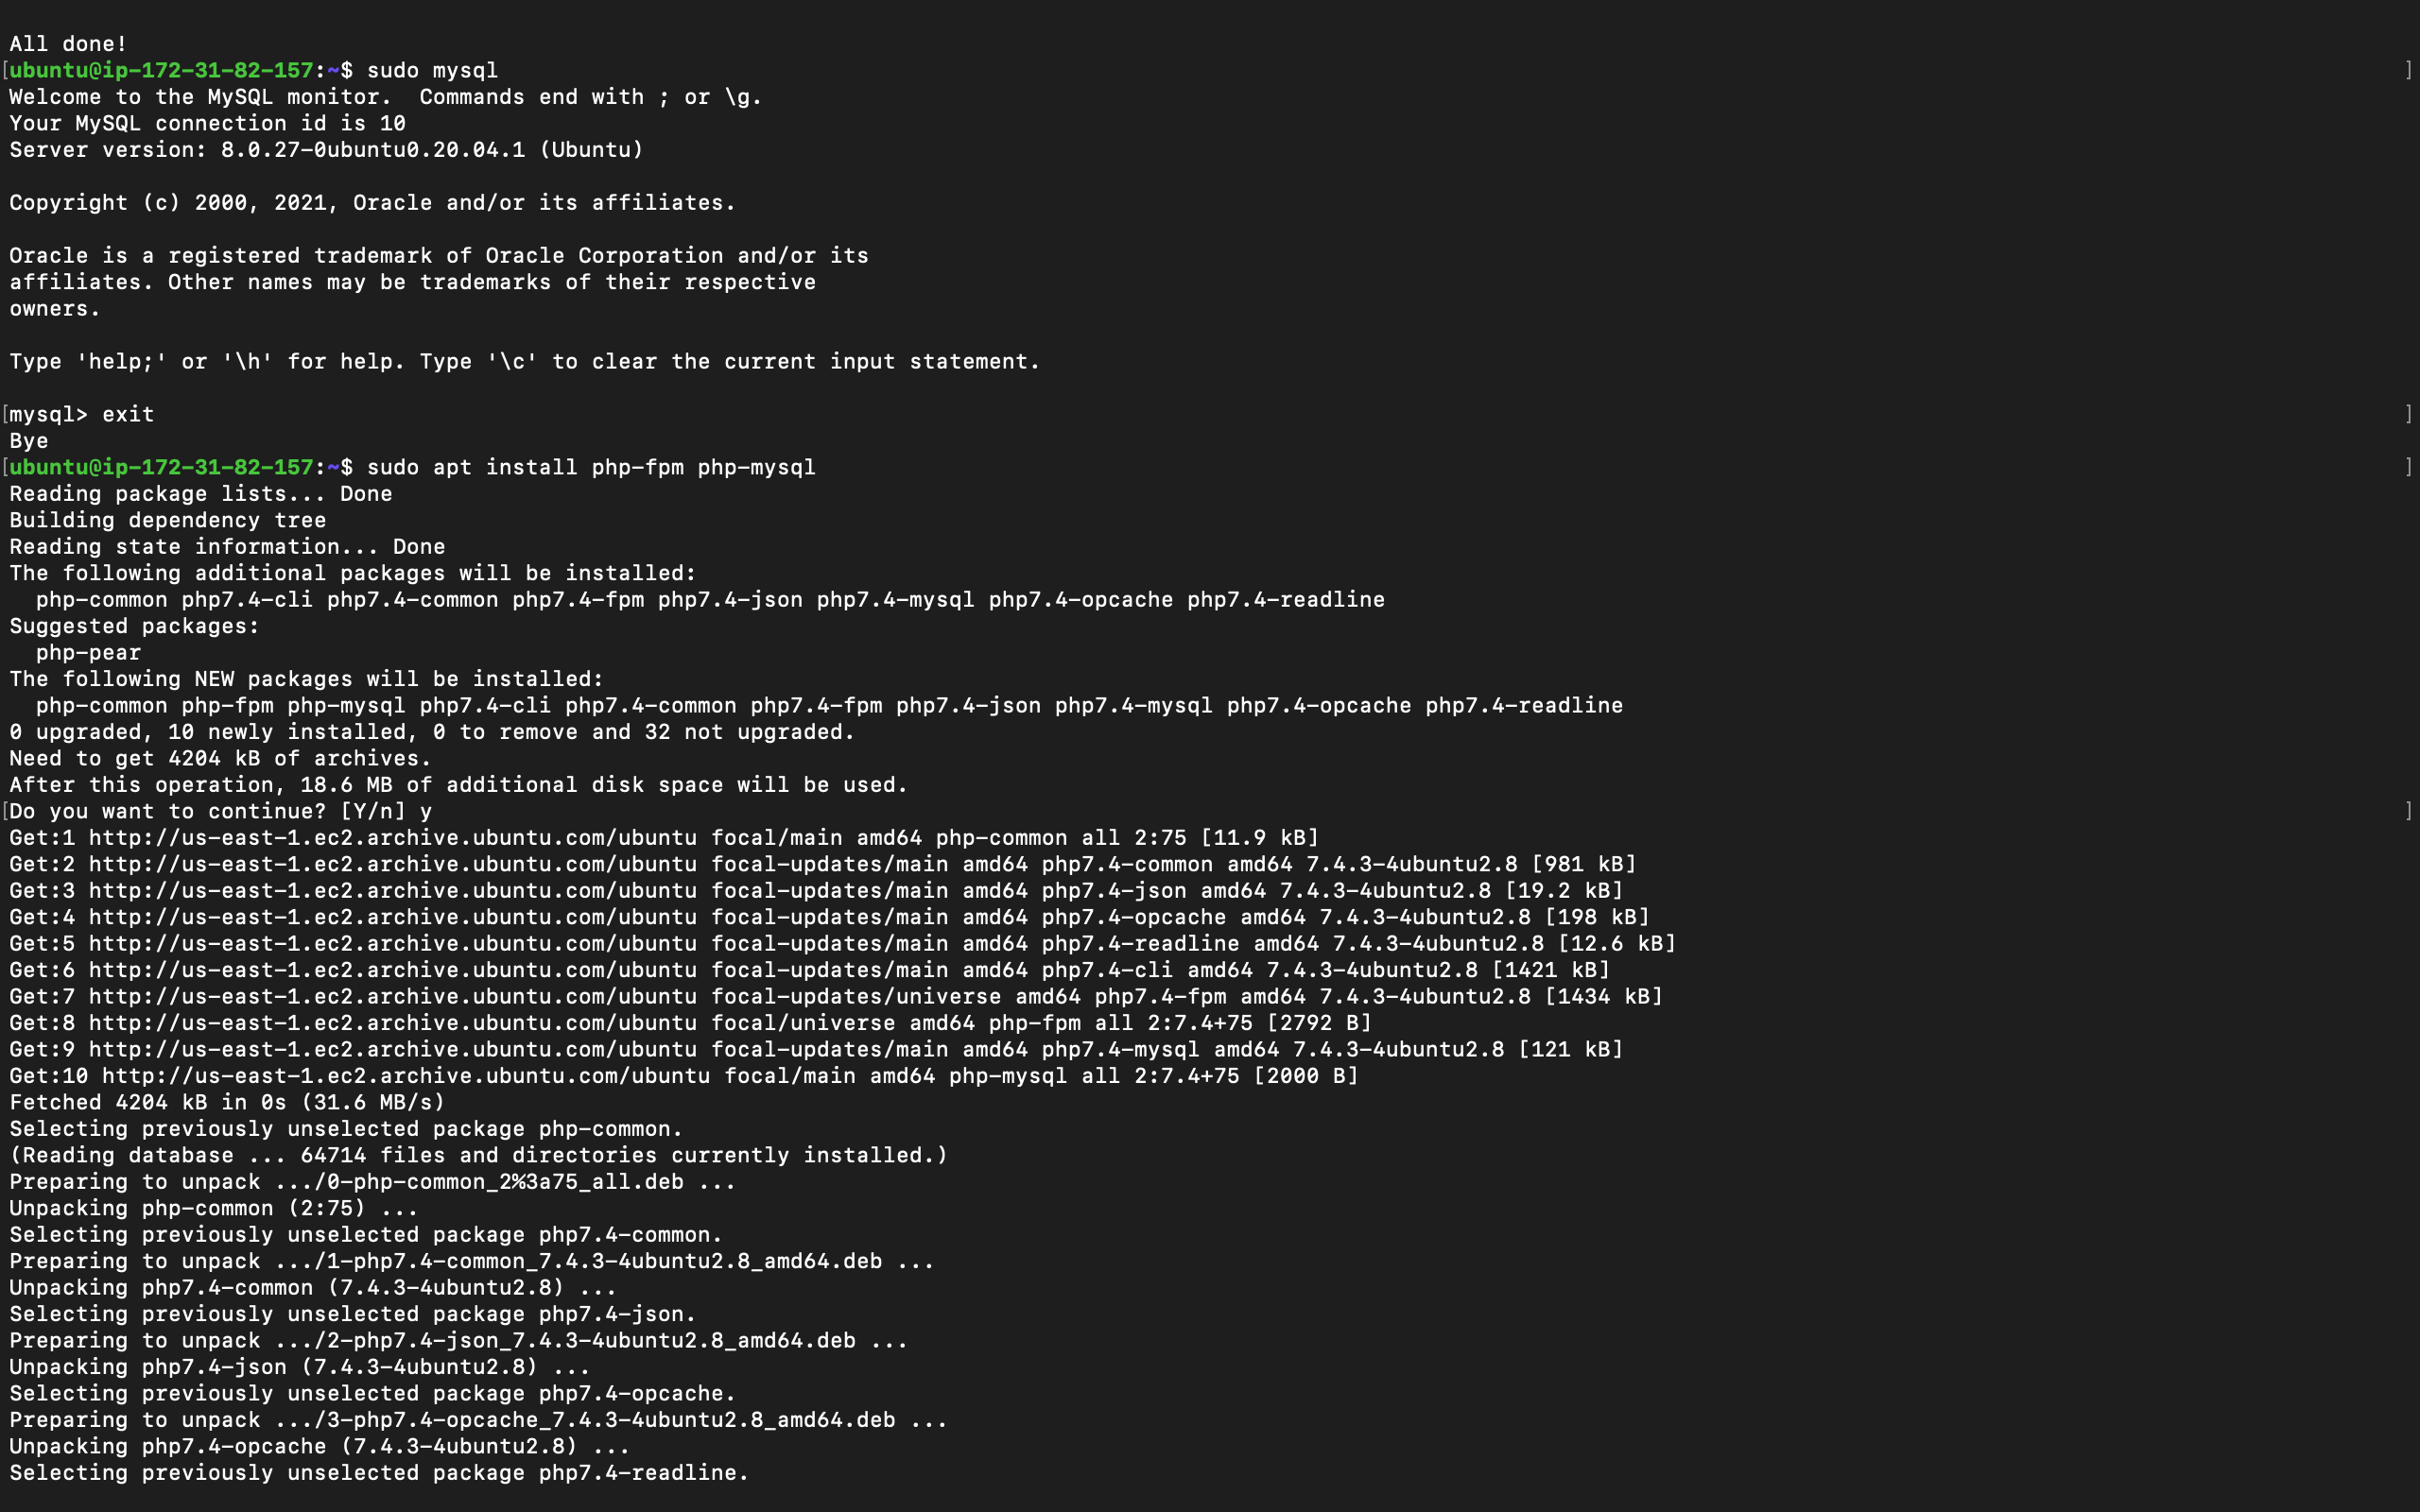 All done!
[ubuntu@ip-172-31-82-157:~$ sudo mysql ]
Welcome to the MySQL monitor.  Commands end with ; or \g.
Your MySQL connection id is 10
Server version: 8.0.27-0ubuntu0.20.04.1 (Ubuntu)

Copyright (c) 2000, 2021, Oracle and/or its affiliates.

Oracle is a registered trademark of Oracle Corporation and/or its
affiliates. Other names may be trademarks of their respective
owners.

Type 'help;' or '\h' for help. Type '\c' to clear the current input statement.

[mysql> exit ]
Bye
[ubuntu@ip-172-31-82-157:~$ sudo apt install php-fpm php-mysql ]
Reading package lists... Done
Building dependency tree
Reading state information... Done
The following additional packages will be installed:
  php-common php7.4-cli php7.4-common php7.4-fpm php7.4-json php7.4-mysql php7.4-opcache php7.4-readline
Suggested packages:
  php-pear
The following NEW packages will be installed:
  php-common php-fpm php-mysql php7.4-cli php7.4-common php7.4-fpm php7.4-json php7.4-mysql php7.4-opcache php7.4-readline
0 upgraded, 10 newly installed, 0 to remove and 32 not upgraded.
Need to get 4204 kB of archives.
After this operation, 18.6 MB of additional disk space will be used.
[Do you want to continue? [Y/n] y ]
Get:1 http://us-east-1.ec2.archive.ubuntu.com/ubuntu focal/main amd64 php-common all 2:75 [11.9 kB]
Get:2 http://us-east-1.ec2.archive.ubuntu.com/ubuntu focal-updates/main amd64 php7.4-common amd64 7.4.3-4ubuntu2.8 [981 kB]
Get:3 http://us-east-1.ec2.archive.ubuntu.com/ubuntu focal-updates/main amd64 php7.4-json amd64 7.4.3-4ubuntu2.8 [19.2 kB]
Get:4 http://us-east-1.ec2.archive.ubuntu.com/ubuntu focal-updates/main amd64 php7.4-opcache amd64 7.4.3-4ubuntu2.8 [198 kB]
Get:5 http://us-east-1.ec2.archive.ubuntu.com/ubuntu focal-updates/main amd64 php7.4-readline amd64 7.4.3-4ubuntu2.8 [12.6 kB]
Get:6 http://us-east-1.ec2.archive.ubuntu.com/ubuntu focal-updates/main amd64 php7.4-cli amd64 7.4.3-4ubuntu2.8 [1421 kB]
Get:7 http://us-east-1.ec2.archive.ubuntu.com/ubuntu focal-updates/universe amd64 php7.4-fpm amd64 7.4.3-4ubuntu2.8 [1434 kB]
Get:8 http://us-east-1.ec2.archive.ubuntu.com/ubuntu focal/universe amd64 php-fpm all 2:7.4+75 [2792 B]
Get:9 http://us-east-1.ec2.archive.ubuntu.com/ubuntu focal-updates/main amd64 php7.4-mysql amd64 7.4.3-4ubuntu2.8 [121 kB]
Get:10 http://us-east-1.ec2.archive.ubuntu.com/ubuntu focal/main amd64 php-mysql all 2:7.4+75 [2000 B]
Fetched 4204 kB in 0s (31.6 MB/s)
Selecting previously unselected package php-common.
(Reading database ... 64714 files and directories currently installed.)
Preparing to unpack .../0-php-common_2%3a75_all.deb ...
Unpacking php-common (2:75) ...
Selecting previously unselected package php7.4-common.
Preparing to unpack .../1-php7.4-common_7.4.3-4ubuntu2.8_amd64.deb ...
Unpacking php7.4-common (7.4.3-4ubuntu2.8) ...
Selecting previously unselected package php7.4-json.
Preparing to unpack .../2-php7.4-json_7.4.3-4ubuntu2.8_amd64.deb ...
Unpacking php7.4-json (7.4.3-4ubuntu2.8) ...
Selecting previously unselected package php7.4-opcache.
Preparing to unpack .../3-php7.4-opcache_7.4.3-4ubuntu2.8_amd64.deb ...
Unpacking php7.4-opcache (7.4.3-4ubuntu2.8) ...
Selecting previously unselected package php7.4-readline.